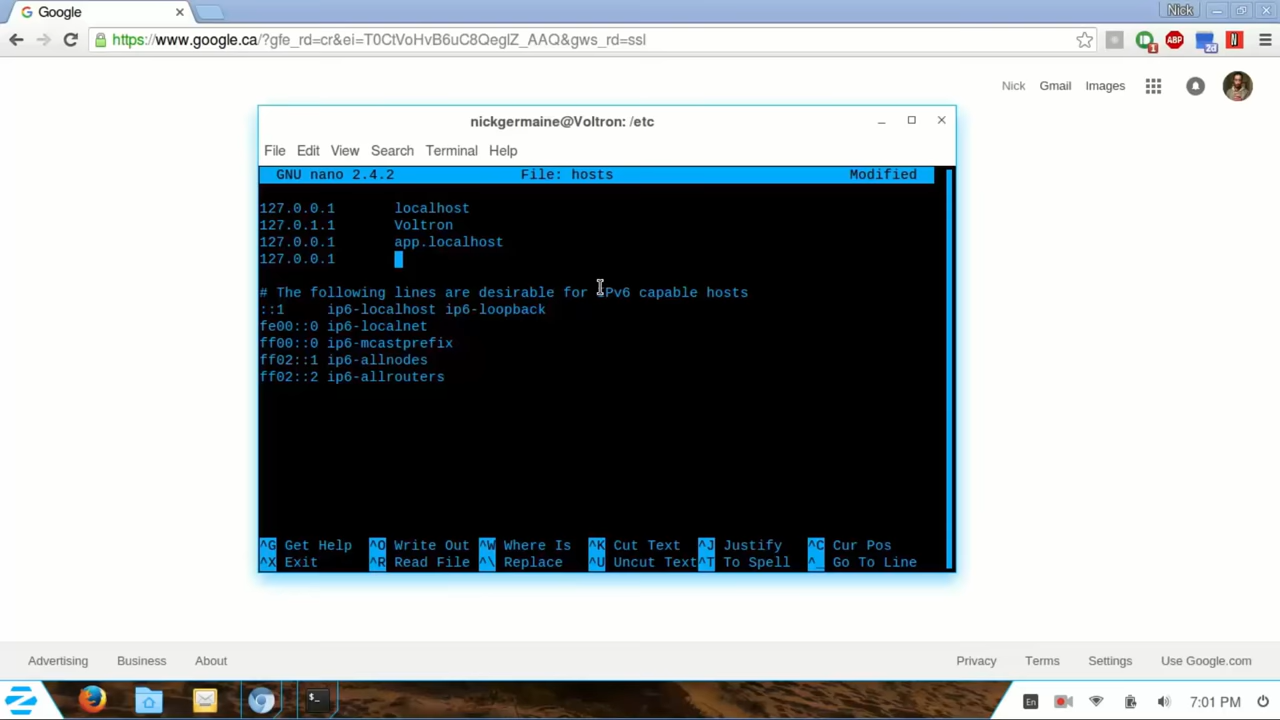 Google
Nick
https://www.google.ca/?gfe_rd=cr&ei=T0CtVoHvB6uC8QeglZ_AAQ&gws_rd=ssl
1
ABP
2d
N
Nick Gmail Images
nickgermaine@Voltron: /etc
File Edit View Search Terminal Help
GNU nano 2.4.2 File: hosts Modified
127.0.0.1 localhost
127.0.1.1 Voltron
127.0.0.1 app.localhost
127.0.0.1
# The following lines are desirable for IPv6 capable hosts
::1 ip6-localhost ip6-loopback
fe00::0 ip6-localnet
ff00::0 ip6-mcastprefix
ff02::1 ip6-allnodes
ff02::2 ip6-allrouters
^G Get Help ^O Write Out ^W Where Is ^K Cut Text ^J Justify ^C Cur Pos
^X Exit ^R Read File ^\ Replace ^U Uncut Text ^T To Spell ^_ Go To Line
Advertising Business About Privacy Terms Settings Use Google.com
En 7:01 PM